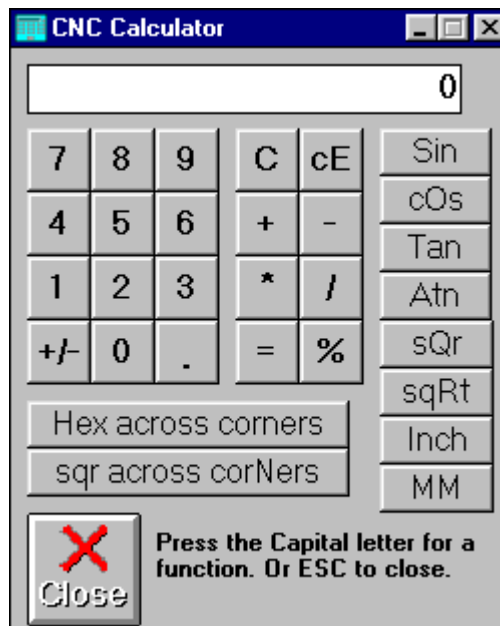 CNC Calculator
0
7 8 9 C cE Sin
cOs
4 5 6 + -
Tan
1 2 3 * / Atn
+/- 0 . = % sQr
sqRt
Hex across corners
Inch
sqr across corNers
MM
Press the Capital letter for a
function. Or ESC to close.
Close